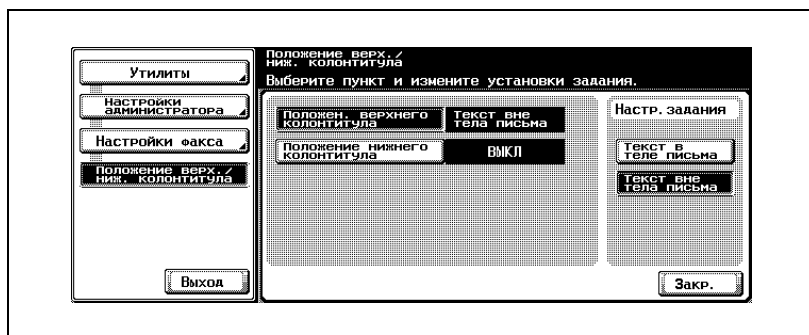 Утилиты
Настройки
администратора
Настройки факса
Положение верх./
ниж. колонтитула
Выход
Положение верх./
ниж. колонтитула
Выберите пункт и измените установки задания.
Положен. верхнего
колонтитула
Текст вне
тела письма
Положение нижнего
колонтитула
ВЫКЛ
Настр. задания
Текст в
теле письма
Текст вне
тела письма
Закр.